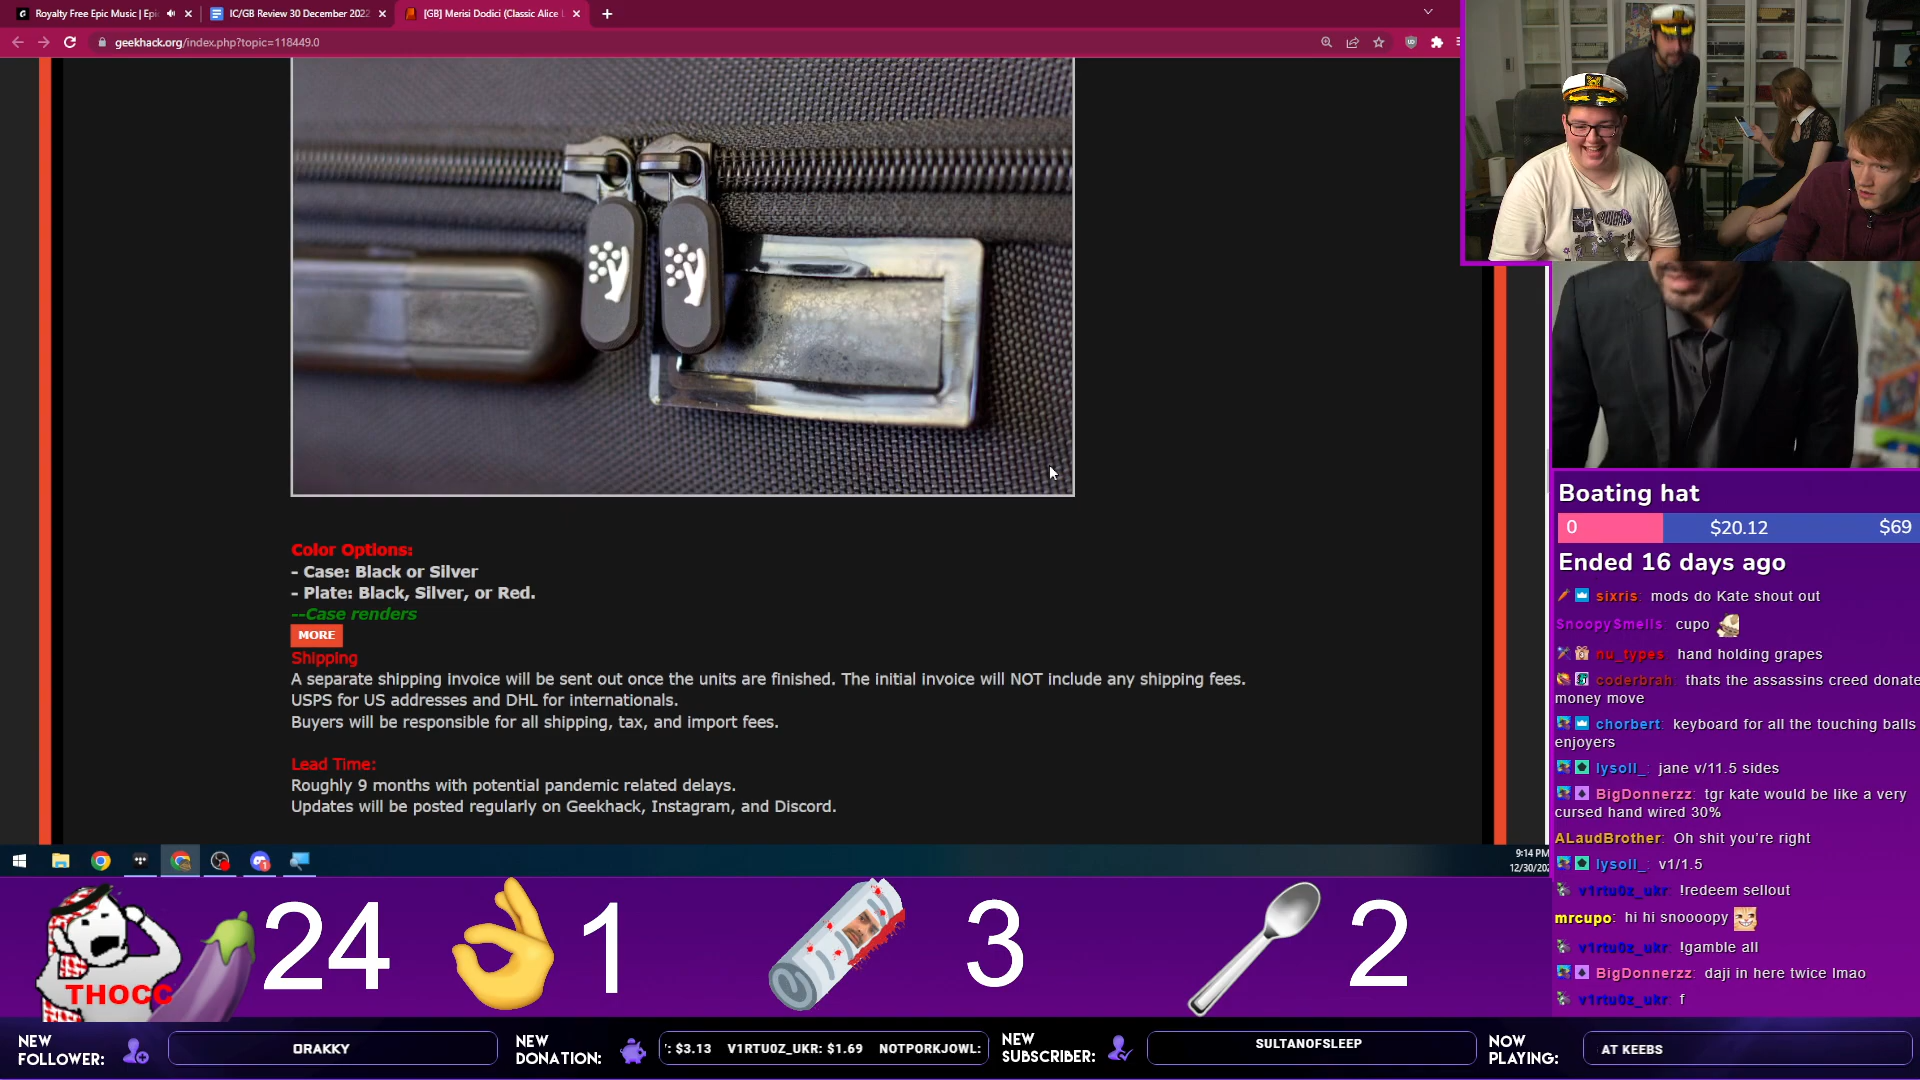 Royalty Free Epic Music | Epi
IC/GB Review 30 December 2022
[GB] Merisi Dodici (Classic Alice
geekhack.org/index.php?topic=118449.0
Color Options:
- Case: Black or Silver
- Plate: Black, Silver, or Red.
--Case renders
MORE
Shipping
A separate shipping invoice will be sent out once the units are finished. The initial invoice will NOT include any shipping fees.
USPS for US addresses and DHL for internationals.
Buyers will be responsible for all shipping, tax, and import fees.
Lead Time:
Roughly 9 months with potential pandemic related delays.
Updates will be posted regularly on Geekhack, Instagram, and Discord.
9:14 PM
12/30/202
Boating hat
0 $20.12 $69
Ended 16 days ago
sixris: mods do Kate shout out
SnoopySmells: cupo
nu_types: hand holding grapes
coderbrah: thats the assassins creed donate
money move
chorbert: keyboard for all the touching balls
enjoyers
lysoll_: jane v/11.5 sides
BigDonnerzz: tgr kate would be like a very
cursed hand wired 30%
ALaudBrother: Oh shit you're right
lysoll_: v1/1.5
v1rtu0z_ukr: !redeem sellout
mrcupo: hi hi snoooopy
v1rtu0z_ukr: !gamble all
BigDonnerzz: daji in here twice lmao
v1rtu0z_ukr: f
THOCC
24 1 3 2
NEW FOLLOWER: ORAKKY
NEW DONATION: : $3.13 V1RTU0Z_UKR: $1.69 NOTPORKJOWL:
NEW SUBSCRIBER: SULTANOFSLEEP
NOW PLAYING: AT KEEBS